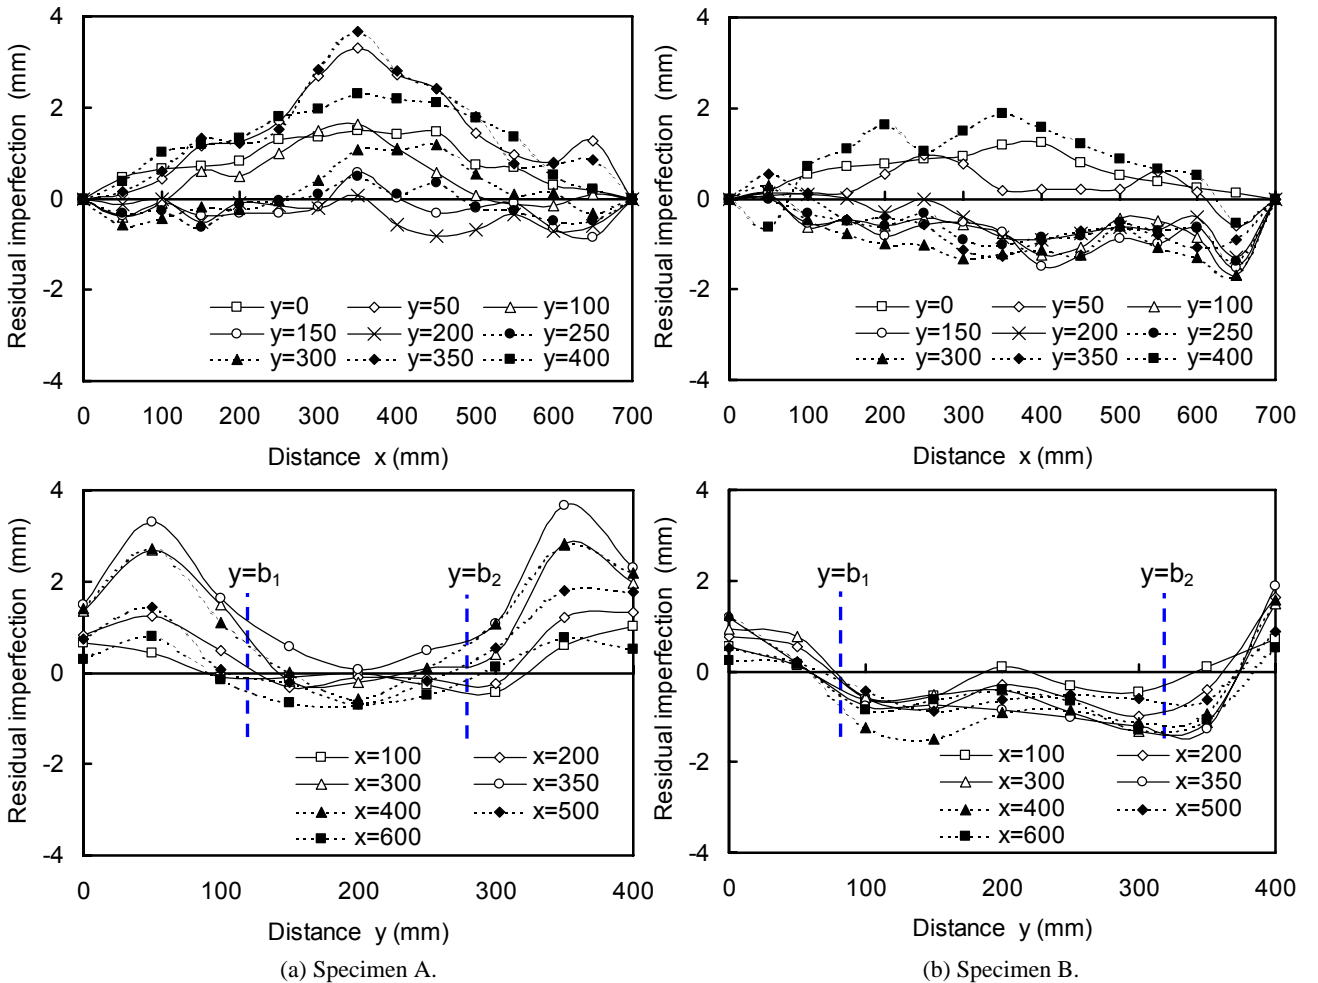 Residual imperfection (mm)
4
2
0
-2
-4
y=0 y=50 y=100
y=150 y=200 y=250
y=300 y=350 y=400
0 100 200 300 400 500 600 700
Distance x (mm)
Residual imperfection (mm)
4
2
0
-2
-4
y=0 y=50 y=100
y=150 y=200 y=250
y=300 y=350 y=400
0 100 200 300 400 500 600 700
Distance x (mm)
Residual imperfection (mm)
4
2
0
-2
-4
y=b1 y=b2
x=100 x=200
x=300 x=350
x=400 x=500
x=600
0 100 200 300 400
Distance y (mm)
(a) Specimen A.
Residual imperfection (mm)
4
2
0
-2
-4
y=b1 y=b2
x=100 x=200
x=300 x=350
x=400 x=500
x=600
0 100 200 300 400
Distance y (mm)
(b) Specimen B.